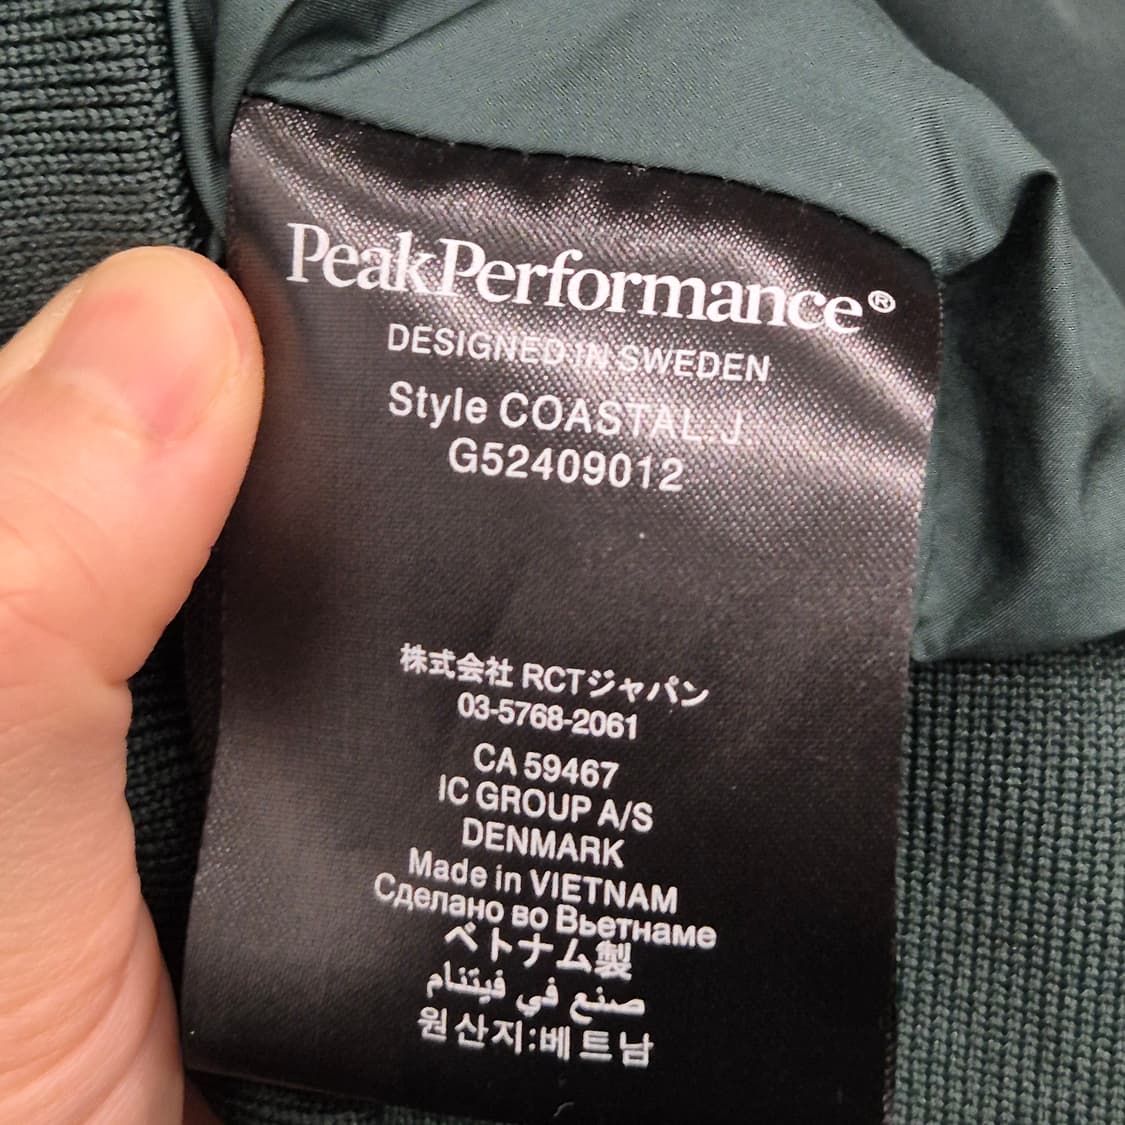 PeakPerformance®
DESIGNED IN SWEDEN
Style COASTAL J.
G52409012
株式会社 RCTジャパン
03-5768-2061
CA 59467
IC GROUP A/S
DENMARK
Made in VIETNAM
Сделано во Вьетнаме
ベトナム製
صنع في فيتنام
원산지:베트남